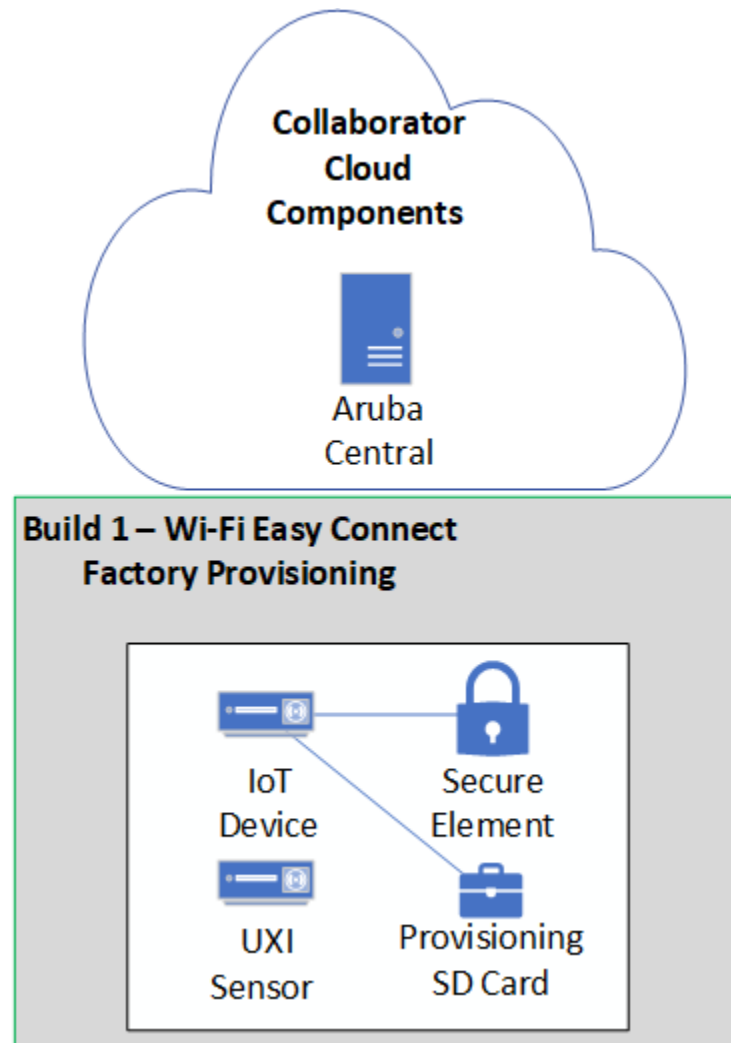 Collaborator
Cloud
Components
Aruba
Central
Build 1 – Wi-Fi Easy Connect
Factory Provisioning
IoT
Device
Secure
Element
UXI
Sensor
Provisioning
SD Card